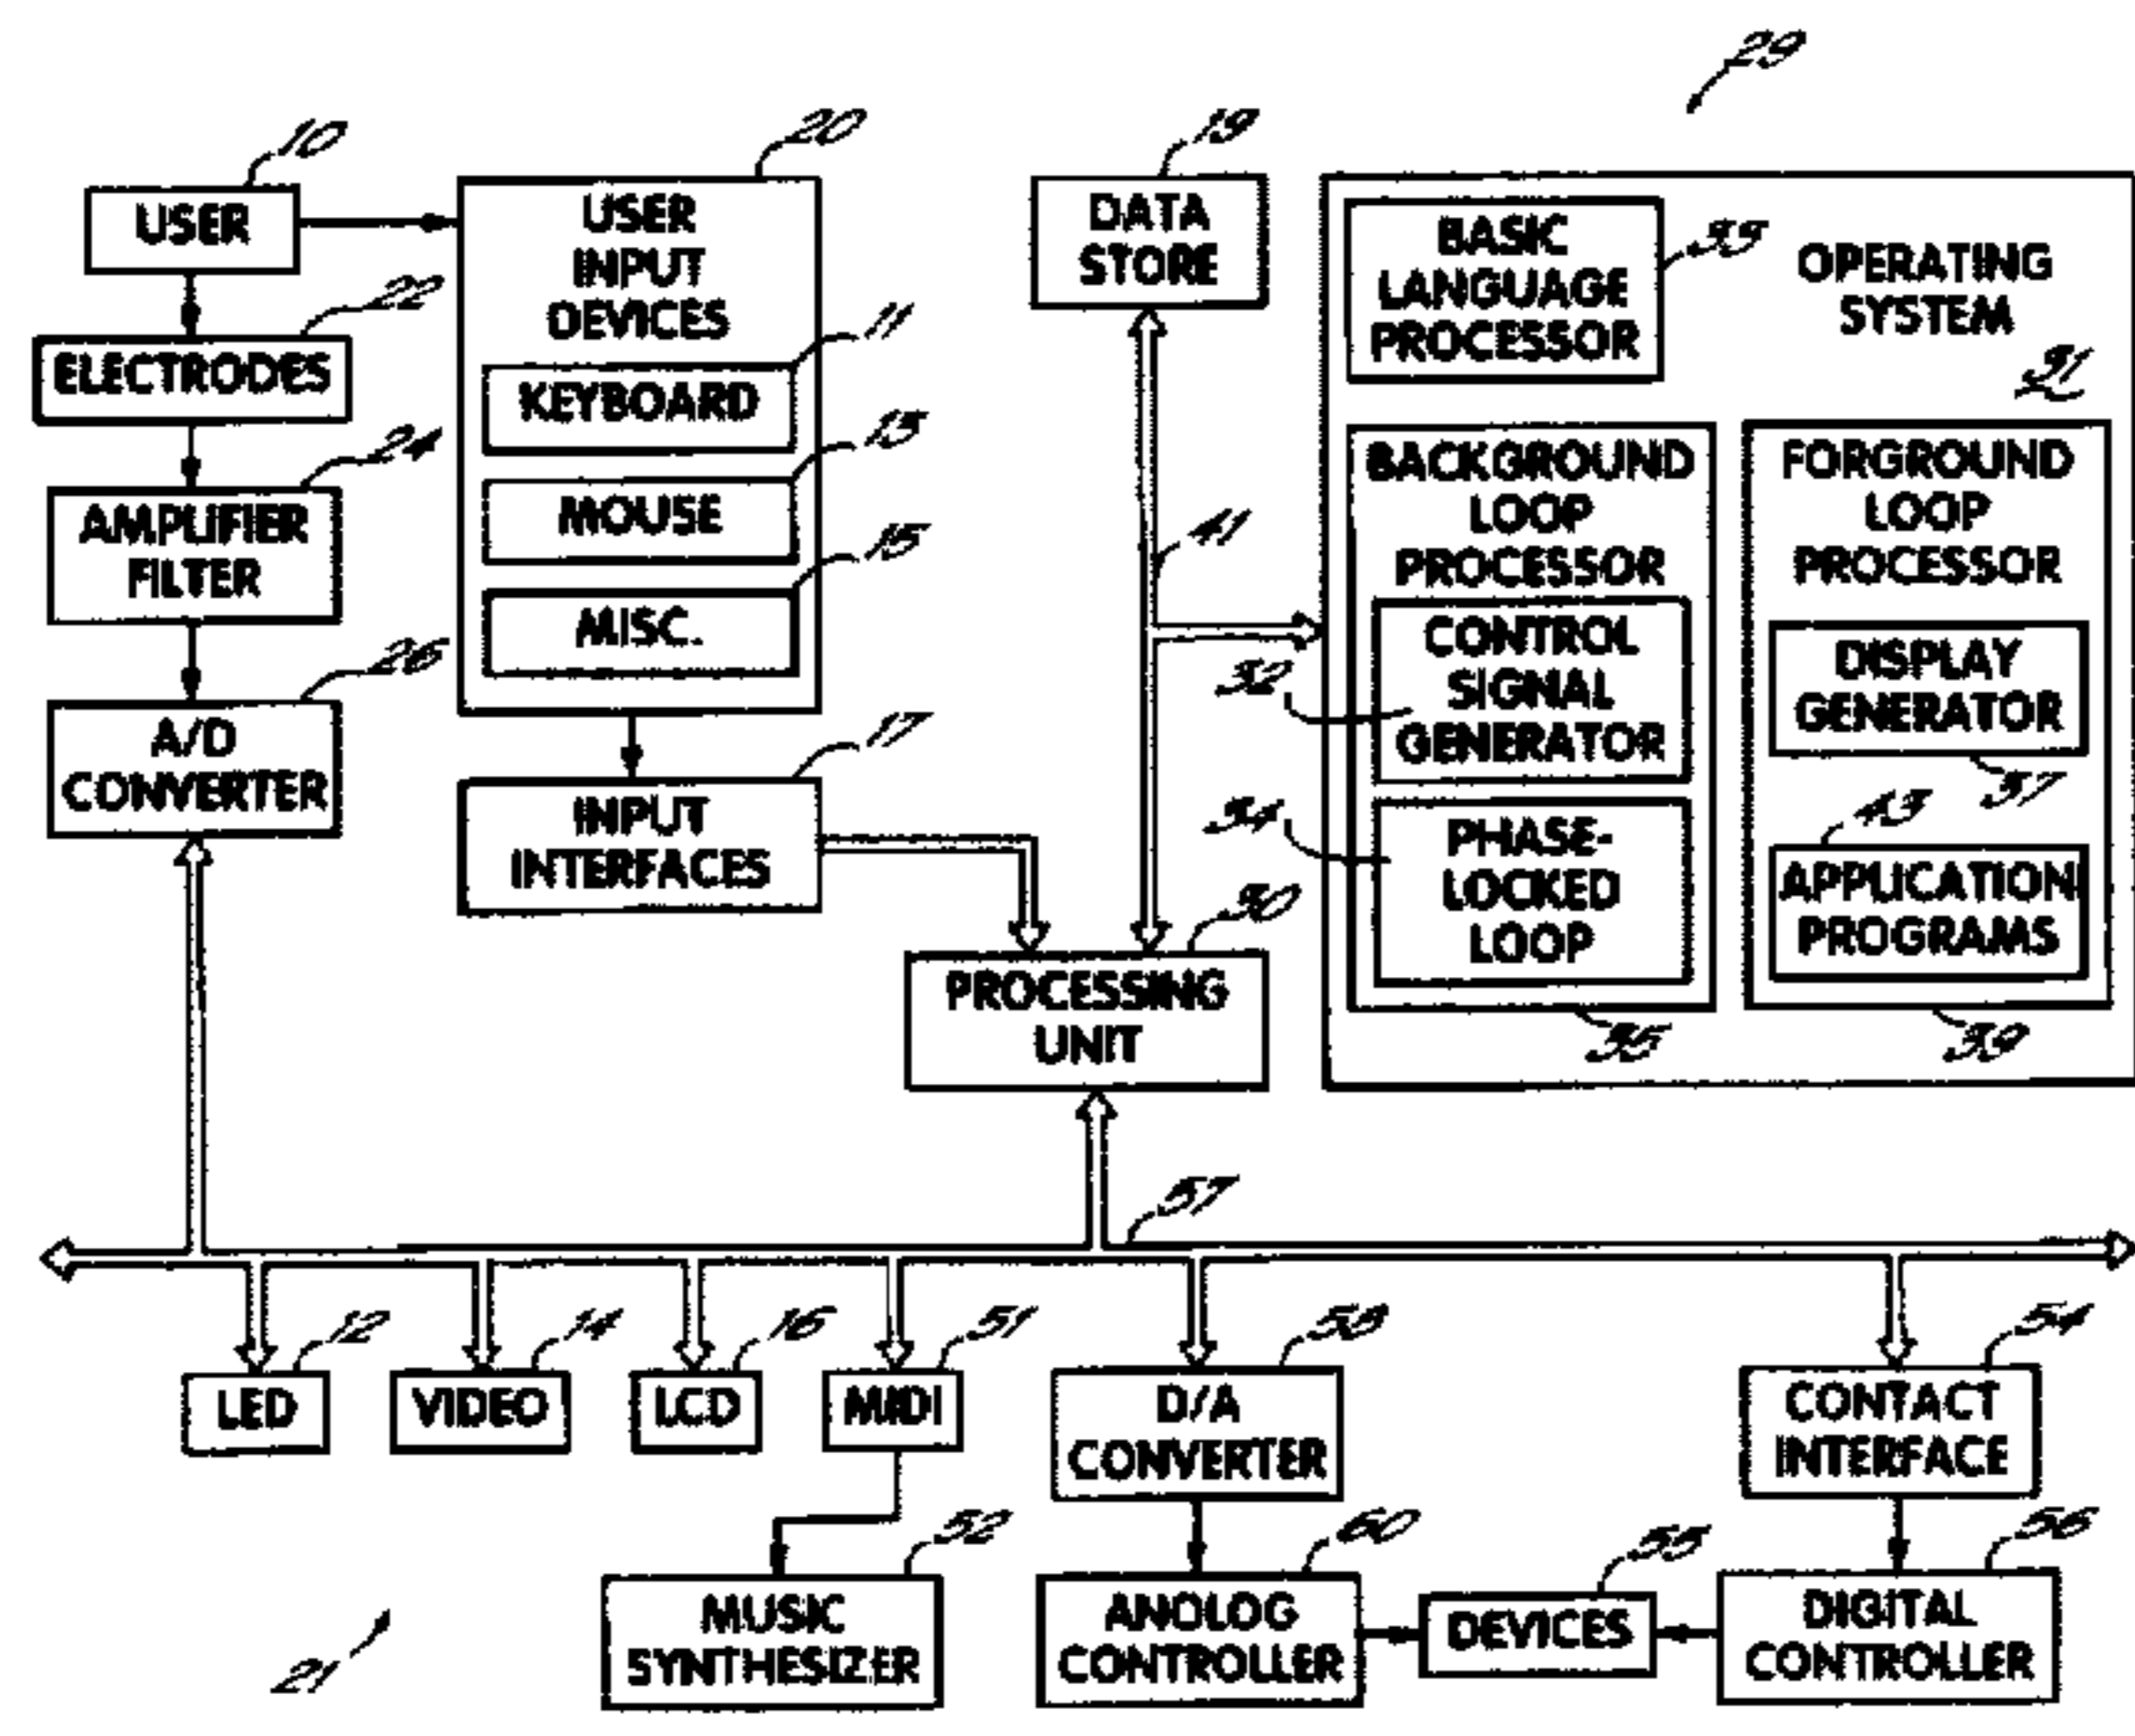 29
10
USER
20
USER
INPUT
DEVICES
11
KEYBOARD
13
MOUSE
15
MISC.
22
ELECTRODES
24
AMPLIFIER
FILTER
26
A/D
CONVERTER
17
INPUT
INTERFACES
19
DATA
STORE
41
30
PROCESSING
UNIT
BASIC
LANGUAGE
PROCESSOR
33
OPERATING
SYSTEM
31
BACKGROUND
LOOP
PROCESSOR
32
CONTROL
SIGNAL
GENERATOR
34
PHASE-
LOCKED
LOOP
35
FORGROUND
LOOP
PROCESSOR
DISPLAY
GENERATOR
37
43
APPLICATION
PROGRAMS
39
57
12
LED
14
VIDEO
16
LCD
51
MIDI
58
D/A
CONVERTER
54
CONTACT
INTERFACE
52
MUSIC
SYNTHESIZER
60
ANOLOG
CONTROLLER
55
DEVICES
56
DIGITAL
CONTROLLER
21